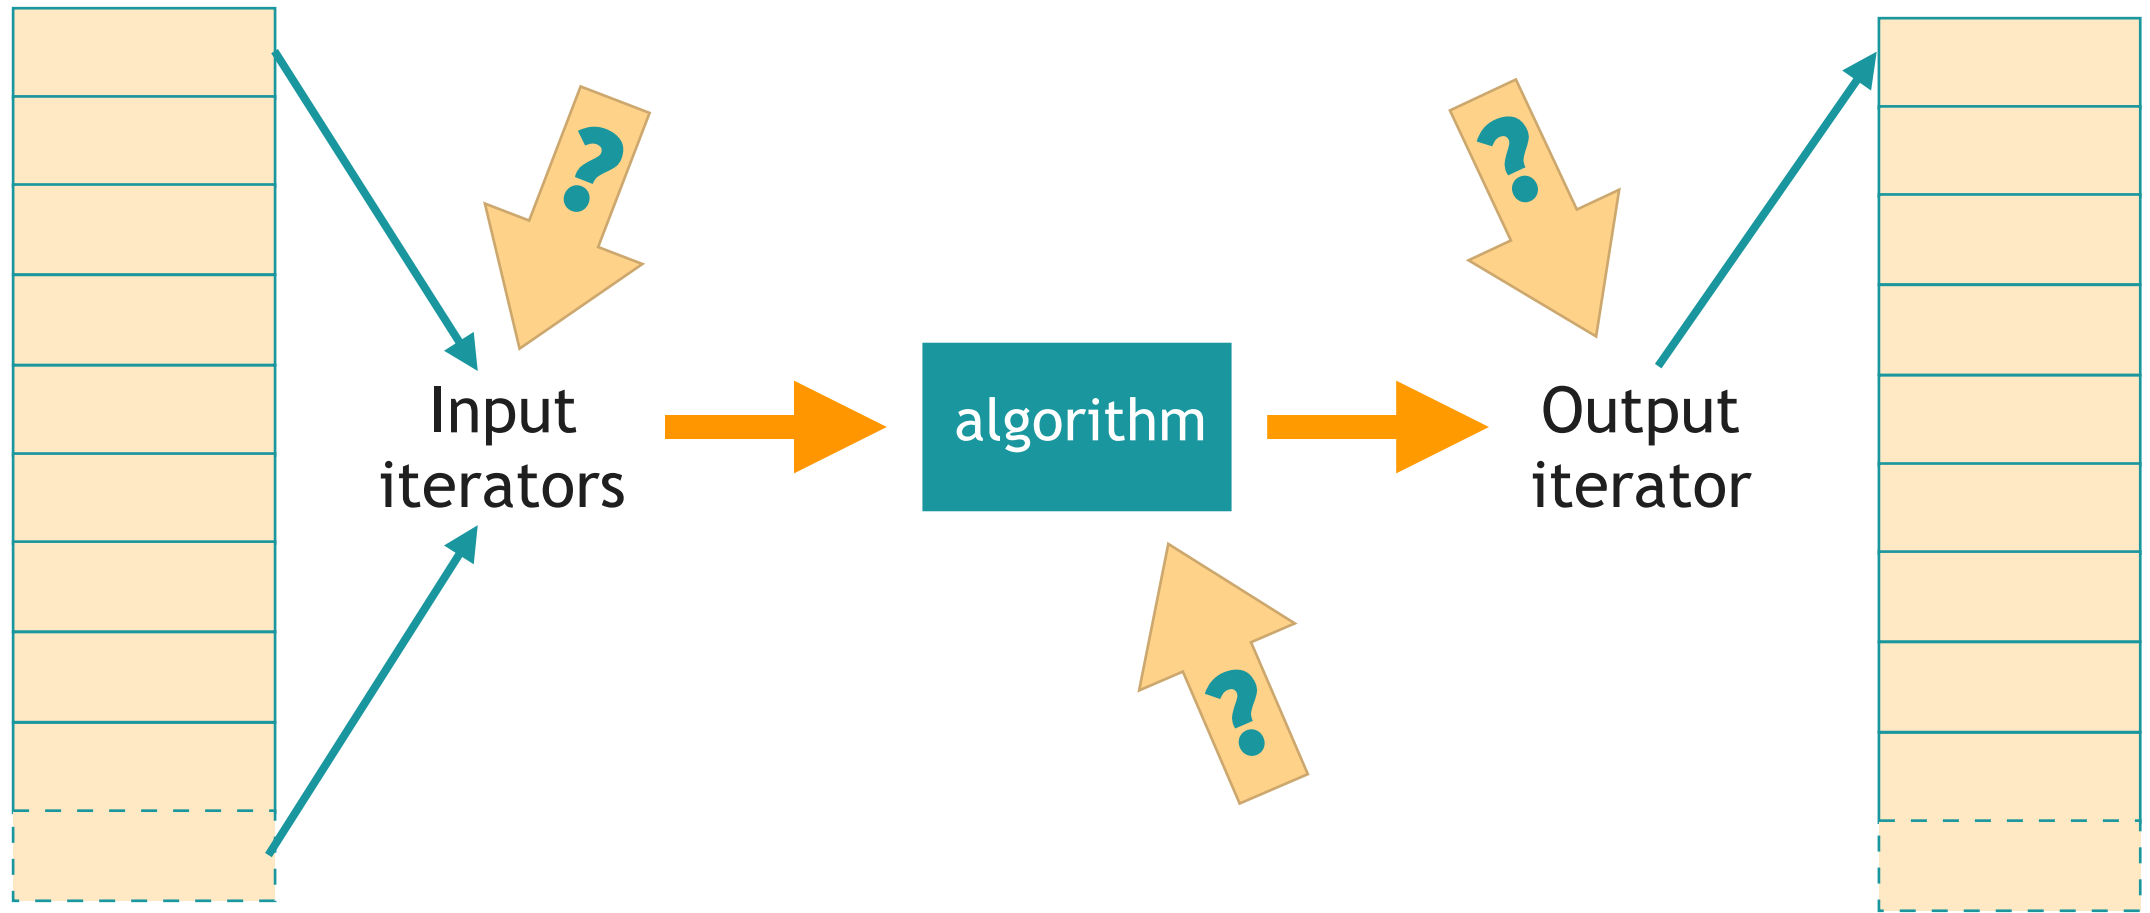 ?
?
Input
iterators
algorithm
Output
iterator
?